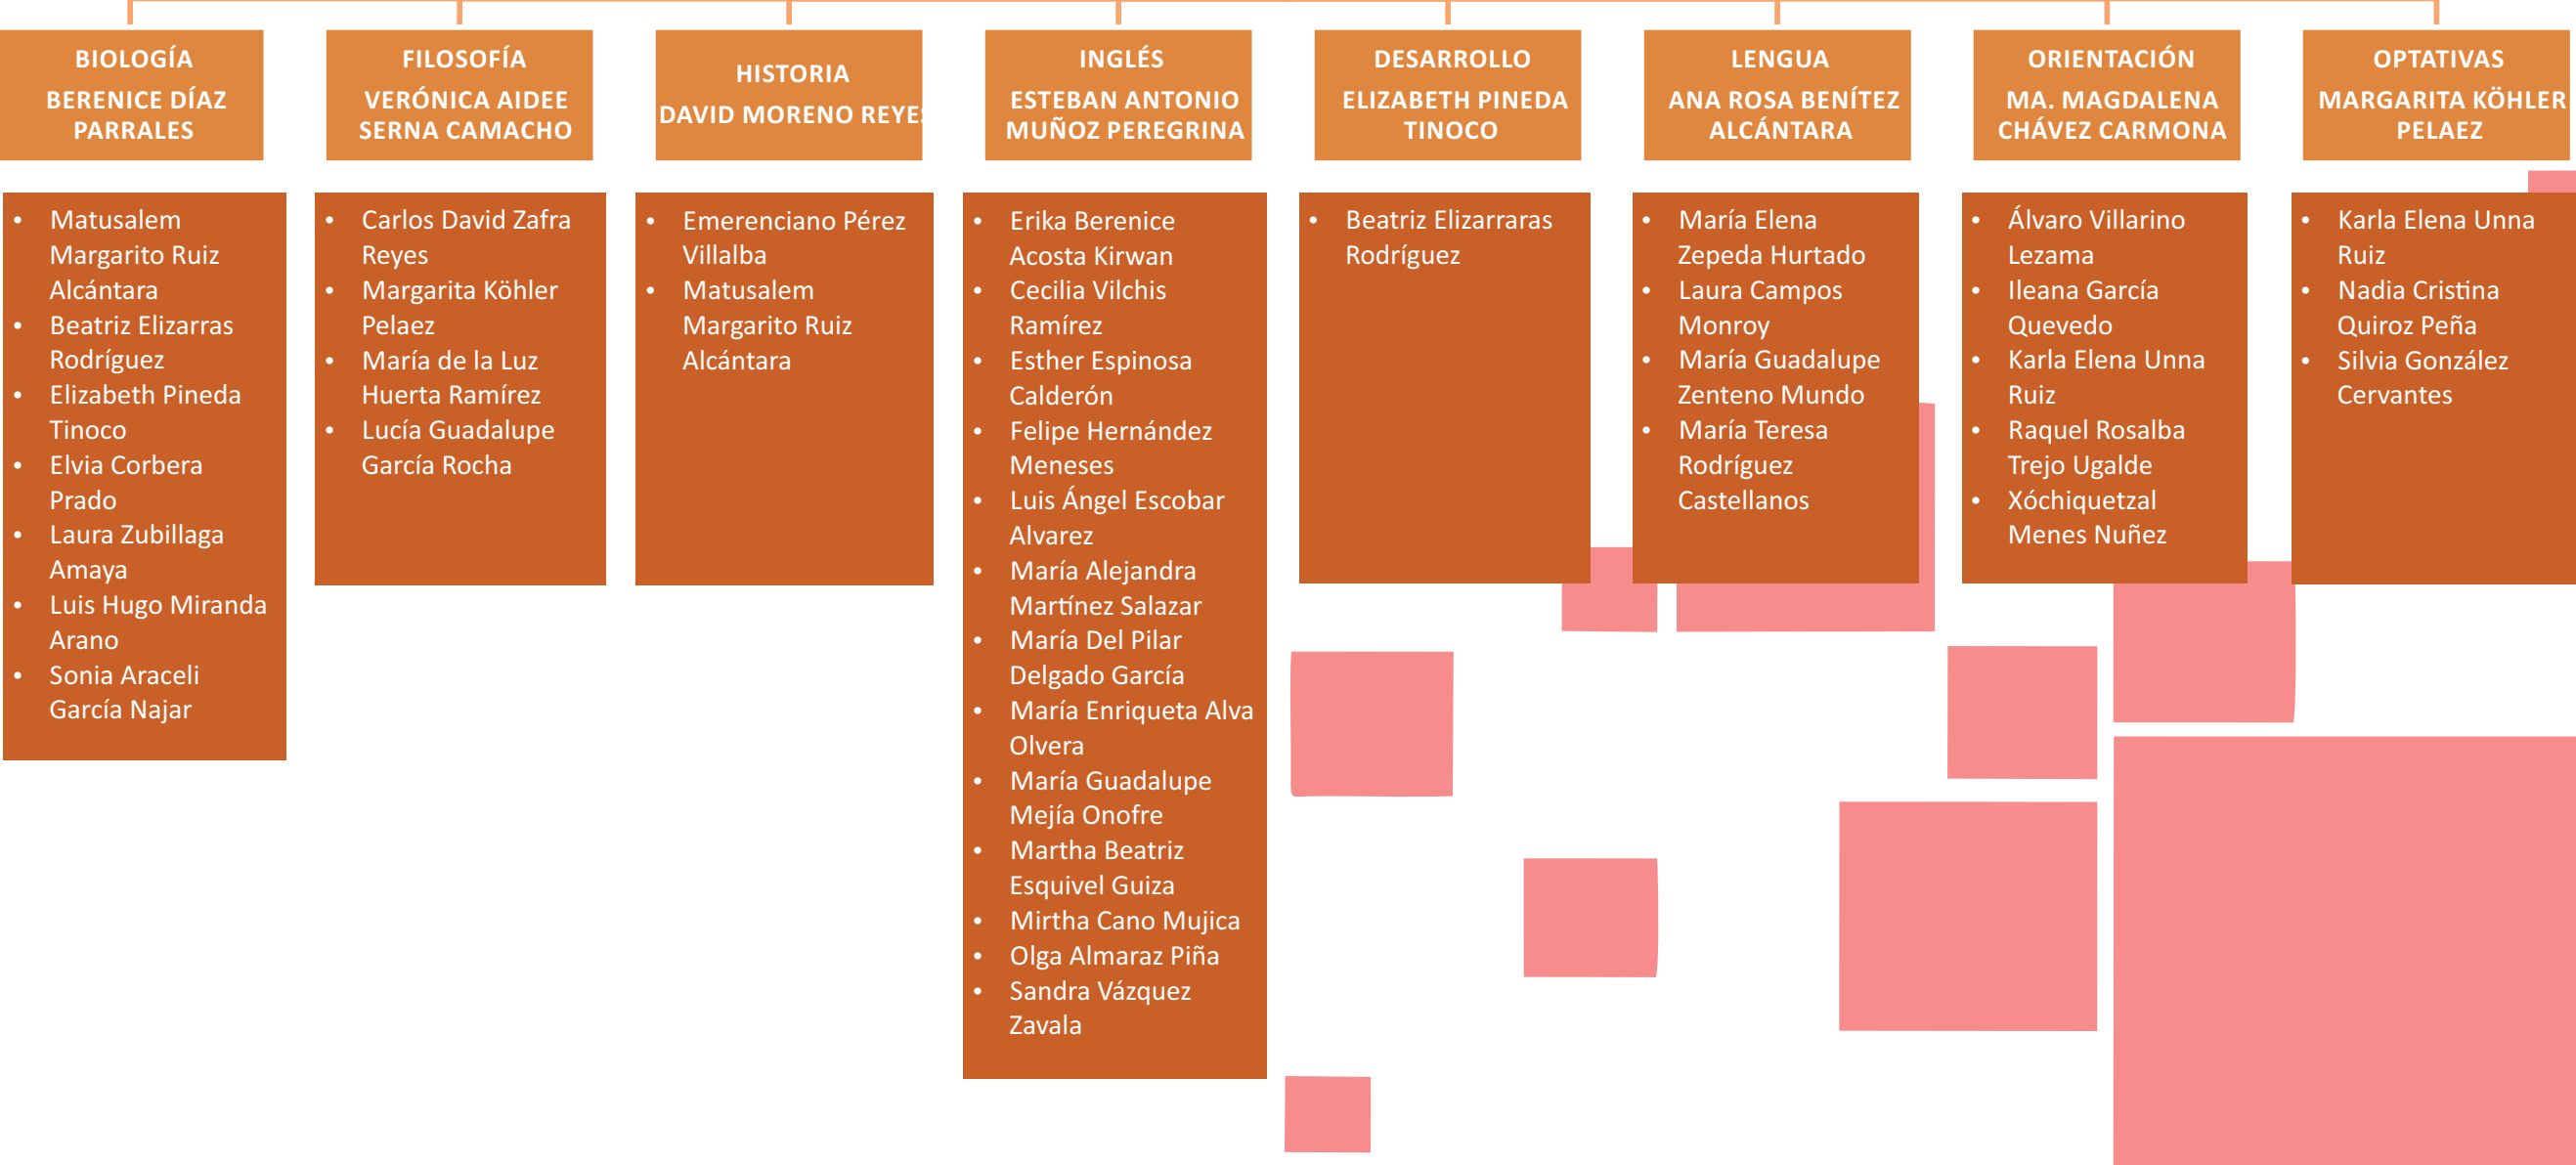 BIOLOGÍA
BERENICE DÍAZ
PARRALES
FILOSOFÍA
VERÓNICA AIDEE
SERNA CAMACHO
HISTORIA
DAVID MORENO REYES
INGLÉS
ESTEBAN ANTONIO
MUÑOZ PEREGRINA
DESARROLLO
ELIZABETH PINEDA
TINOCO
LENGUA
ANA ROSA BENÍTEZ
ALCÁNTARA
ORIENTACIÓN
MA. MAGDALENA
CHÁVEZ CARMONA
OPTATIVAS
MARGARITA KÖHLER
PELAEZ
• Matusalem
Margarito Ruiz
Alcántara
• Beatriz Elizarras
Rodríguez
• Elizabeth Pineda
Tinoco
• Elvia Corbera
Prado
• Laura Zubillaga
Amaya
• Luis Hugo Miranda
Arano
• Sonia Araceli
García Najar
• Carlos David Zafra
Reyes
• Margarita Köhler
Pelaez
• María de la Luz
Huerta Ramírez
• Lucía Guadalupe
García Rocha
• Emerenciano Pérez
Villalba
• Matusalem
Margarito Ruiz
Alcántara
• Erika Berenice
Acosta Kirwan
• Cecilia Vilchis
Ramírez
• Esther Espinosa
Calderón
• Felipe Hernández
Meneses
• Luis Ángel Escobar
Alvarez
• María Alejandra
Martínez Salazar
• María Del Pilar
Delgado García
• María Enriqueta Alva
Olvera
• María Guadalupe
Mejía Onofre
• Martha Beatriz
Esquivel Guiza
• Mirtha Cano Mujica
• Olga Almaraz Piña
• Sandra Vázquez
Zavala
• Beatriz Elizarraras
Rodríguez
• María Elena
Zepeda Hurtado
• Laura Campos
Monroy
• María Guadalupe
Zenteno Mundo
• María Teresa
Rodríguez
Castellanos
• Álvaro Villarino
Lezama
• Ileana García
Quevedo
• Karla Elena Unna
Ruiz
• Raquel Rosalba
Trejo Ugalde
• Xóchiquetzal
Menes Nuñez
• Karla Elena Unna
Ruiz
• Nadia Cristina
Quiroz Peña
• Silvia González
Cervantes